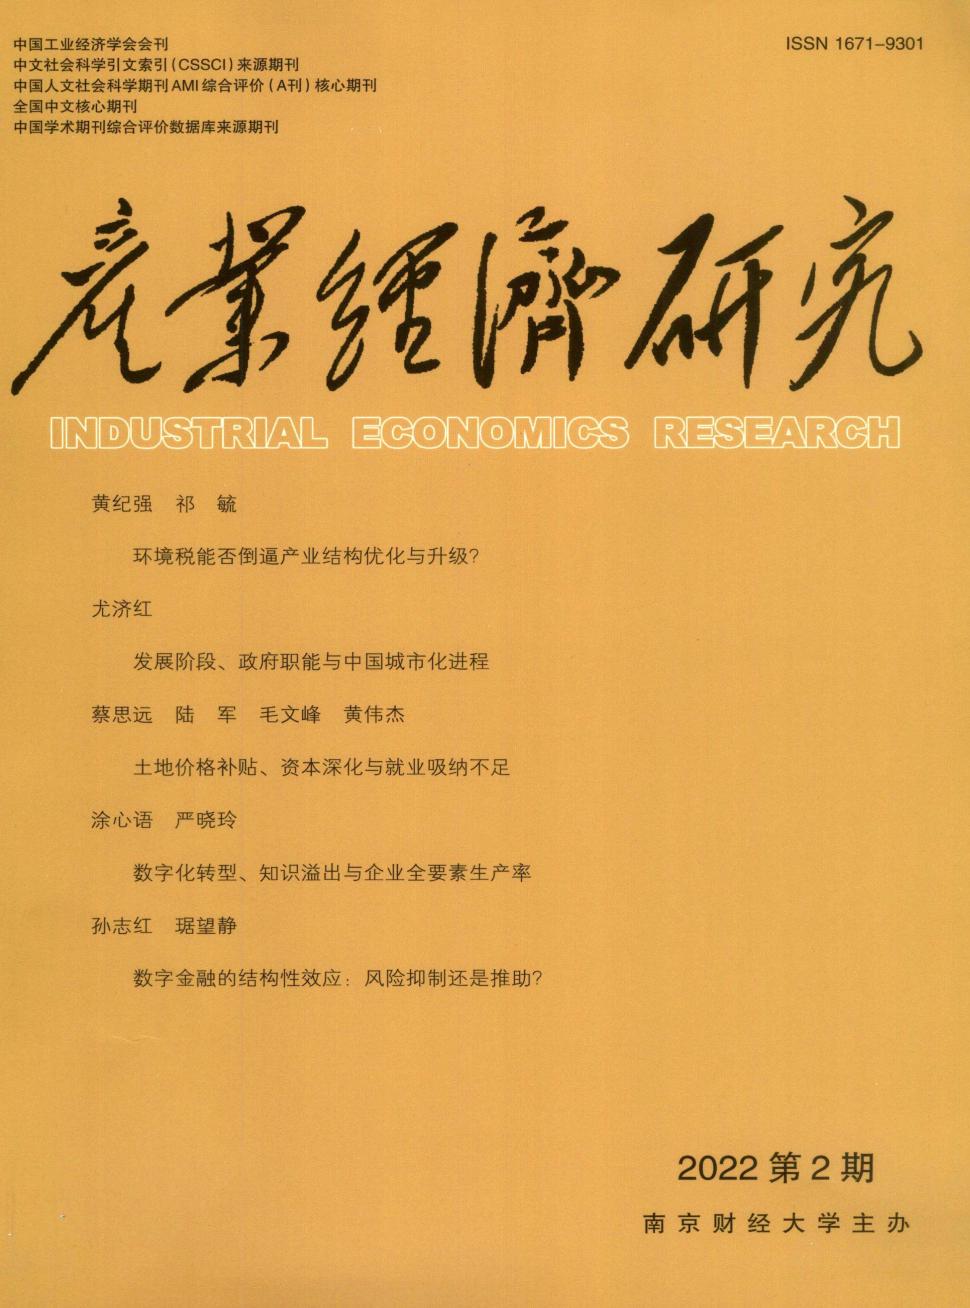 中国工业经济学会会刊
ISSN 1671-9301
中文社会科学引文索引(CSSCI)来源期刊
中国人文社会科学期刊AMI综合评价(A刊)核心期刊
全国中文核心期刊
中国学术期刊综合评价数据库来源期刊
產業經濟研究
INDUSTRIAL ECONOMICS RESEARCH
黄纪强 祁 毓
环境税能否倒逼产业结构优化与升级?
尤济红
发展阶段、政府职能与中国城市化进程
蔡思远 陆 军 毛文峰 黄伟杰
土地价格补贴、资本深化与就业吸纳不足
涂心语 严晓玲
数字化转型、知识溢出与企业全要素生产率
孙志红 琚望静
数字金融的结构性效应：风险抑制还是推助?
2022 第 2 期
南京财经大学主办